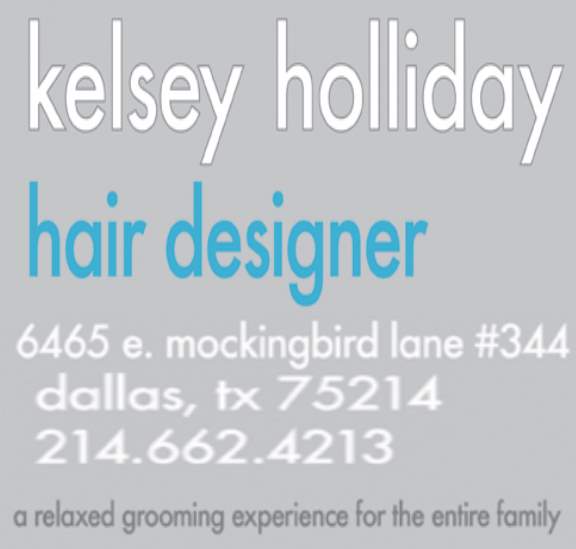 kelsey holliday
hair designer
6465 e. mockingbird lane #344
dallas, tx 75214
214.662.4213
a relaxed grooming experience for the entire family